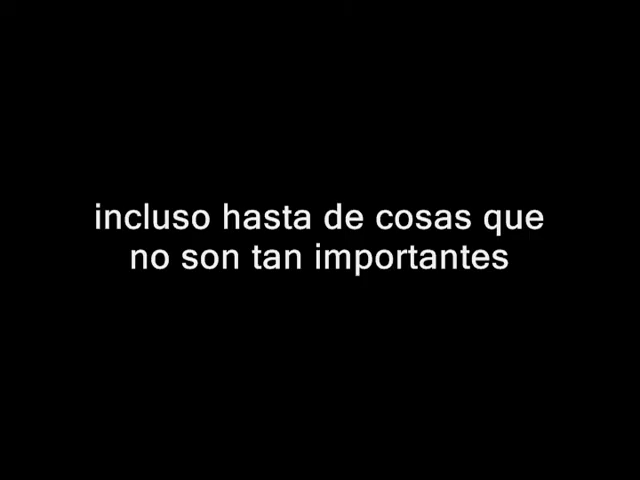 incluso hasta de cosas que
no son tan importantes